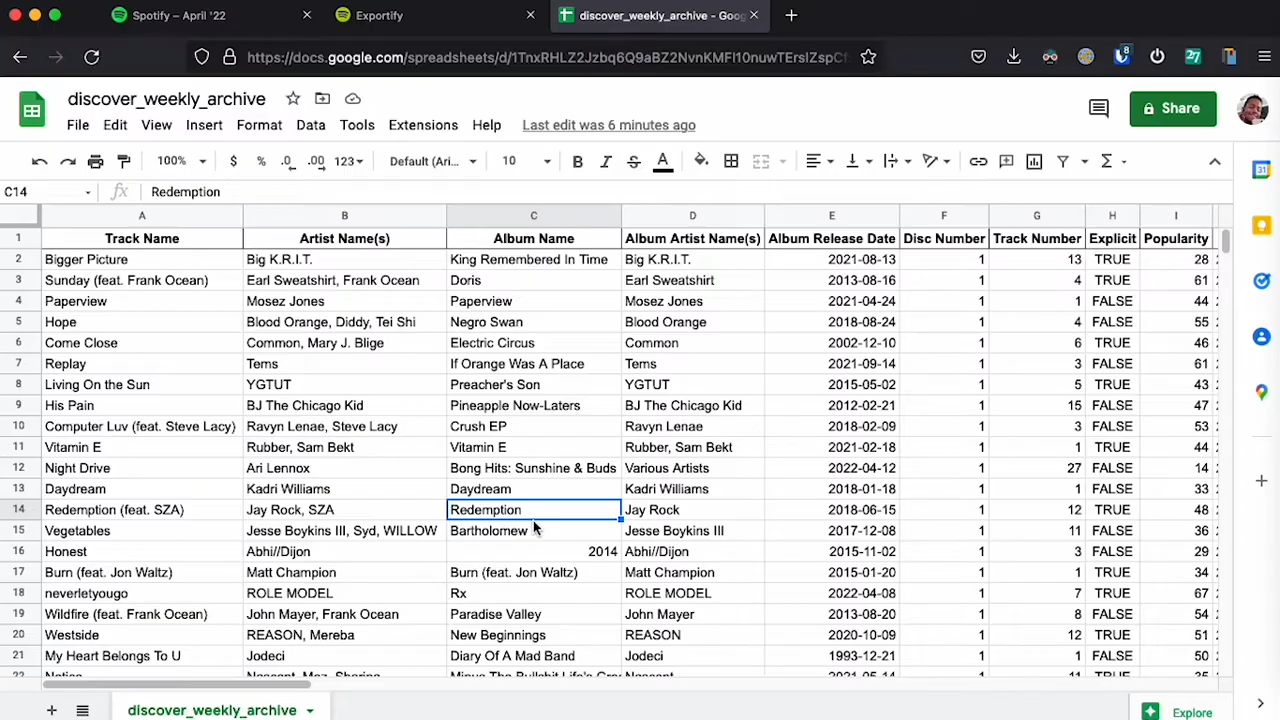 Spotify – April '22
Exportify
discover_weekly_archive - Goog
https://docs.google.com/spreadsheets/d/1TnxRHLZ2Jzbq6Q9aBZ2NvnKMFl10nuwTErslZspCf
8
27
discover_weekly_archive
File Edit View Insert Format Data Tools Extensions Help Last edit was 6 minutes ago
Share
100% $ % .0 .00 123 Default (Ari... 10 B I S A
31
C14 fx Redemption
A B C D E F G H I
1 Track Name Artist Name(s) Album Name Album Artist Name(s) Album Release Date Disc Number Track Number Explicit Popularity
2 Bigger Picture Big K.R.I.T. King Remembered In Time Big K.R.I.T. 2021-08-13 1 13 TRUE 28
3 Sunday (feat. Frank Ocean) Earl Sweatshirt, Frank Ocean Doris Earl Sweatshirt 2013-08-16 1 4 TRUE 61
4 Paperview Mosez Jones Paperview Mosez Jones 2021-04-24 1 1 FALSE 44
5 Hope Blood Orange, Diddy, Tei Shi Negro Swan Blood Orange 2018-08-24 1 4 FALSE 55
6 Come Close Common, Mary J. Blige Electric Circus Common 2002-12-10 1 6 TRUE 46
7 Replay Tems If Orange Was A Place Tems 2021-09-14 1 3 FALSE 61
8 Living On the Sun YGTUT Preacher's Son YGTUT 2015-05-02 1 5 TRUE 43
9 His Pain BJ The Chicago Kid Pineapple Now-Laters BJ The Chicago Kid 2012-02-21 1 15 TRUE 47
10 Computer Luv (feat. Steve Lacy) Ravyn Lenae, Steve Lacy Crush EP Ravyn Lenae 2018-02-09 1 3 FALSE 53
11 Vitamin E Rubber, Sam Bekt Vitamin E Rubber, Sam Bekt 2021-02-18 1 1 TRUE 44
12 Night Drive Ari Lennox Bong Hits: Sunshine & Buds Various Artists 2022-04-12 1 27 FALSE 14
13 Daydream Kadri Williams Daydream Kadri Williams 2018-01-18 1 1 FALSE 33
14 Redemption (feat. SZA) Jay Rock, SZA Redemption Jay Rock 2018-06-15 1 12 TRUE 48
15 Vegetables Jesse Boykins III, Syd, WILLOW Bartholomew Jesse Boykins III 2017-12-08 1 11 FALSE 36
16 Honest Abhi//Dijon 2014 Abhi//Dijon 2015-11-02 1 3 FALSE 29
17 Burn (feat. Jon Waltz) Matt Champion Burn (feat. Jon Waltz) Matt Champion 2015-01-20 1 1 TRUE 34
18 neverletyougo ROLE MODEL Rx ROLE MODEL 2022-04-08 1 7 TRUE 67
19 Wildfire (feat. Frank Ocean) John Mayer, Frank Ocean Paradise Valley John Mayer 2013-08-20 1 8 FALSE 54
20 Westside REASON, Mereba New Beginnings REASON 2020-10-09 1 12 TRUE 51
21 My Heart Belongs To U Jodeci Diary Of A Mad Band Jodeci 1993-12-21 1 1 FALSE 50
discover_weekly_archive
Explore